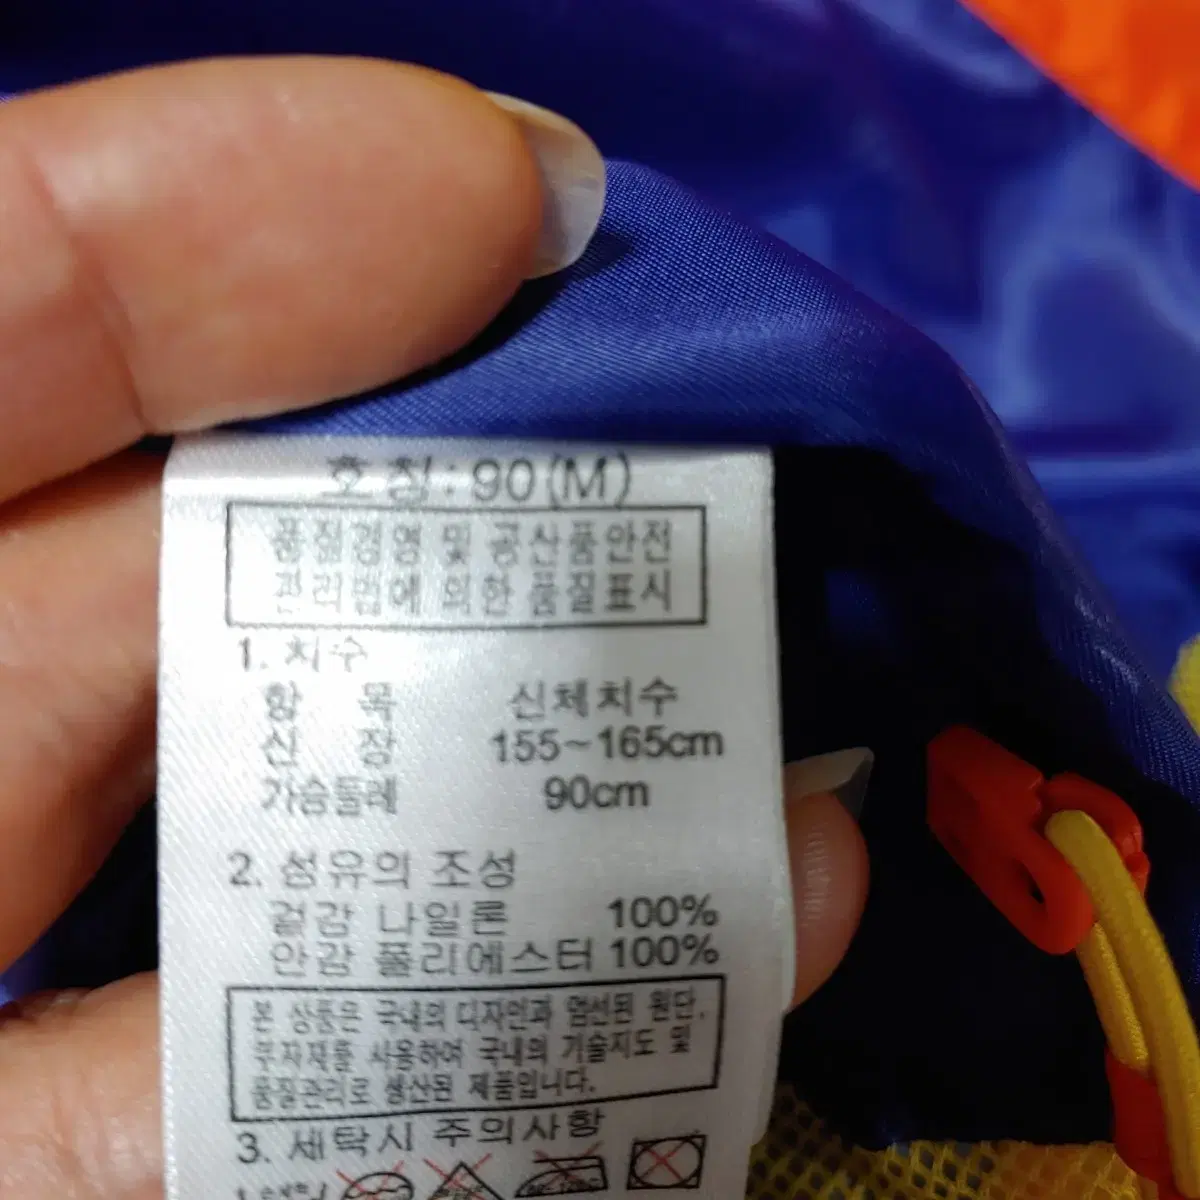 호칭: 90(M)
품질경영 및 공산품안전
관리법에 의한 품질표시
1. 치수
항 목 신체치수
신 장 155~165cm
가슴둘레 90cm
2. 섬유의 조성
겉감 나일론 100%
안감 폴리에스터 100%
본 상품은 국내의 디자인과 엄선된 원단,
부자재를 사용하여 국내의 기술지도 및
품질관리로 생산된 제품입니다.
3. 세탁시 주의사항